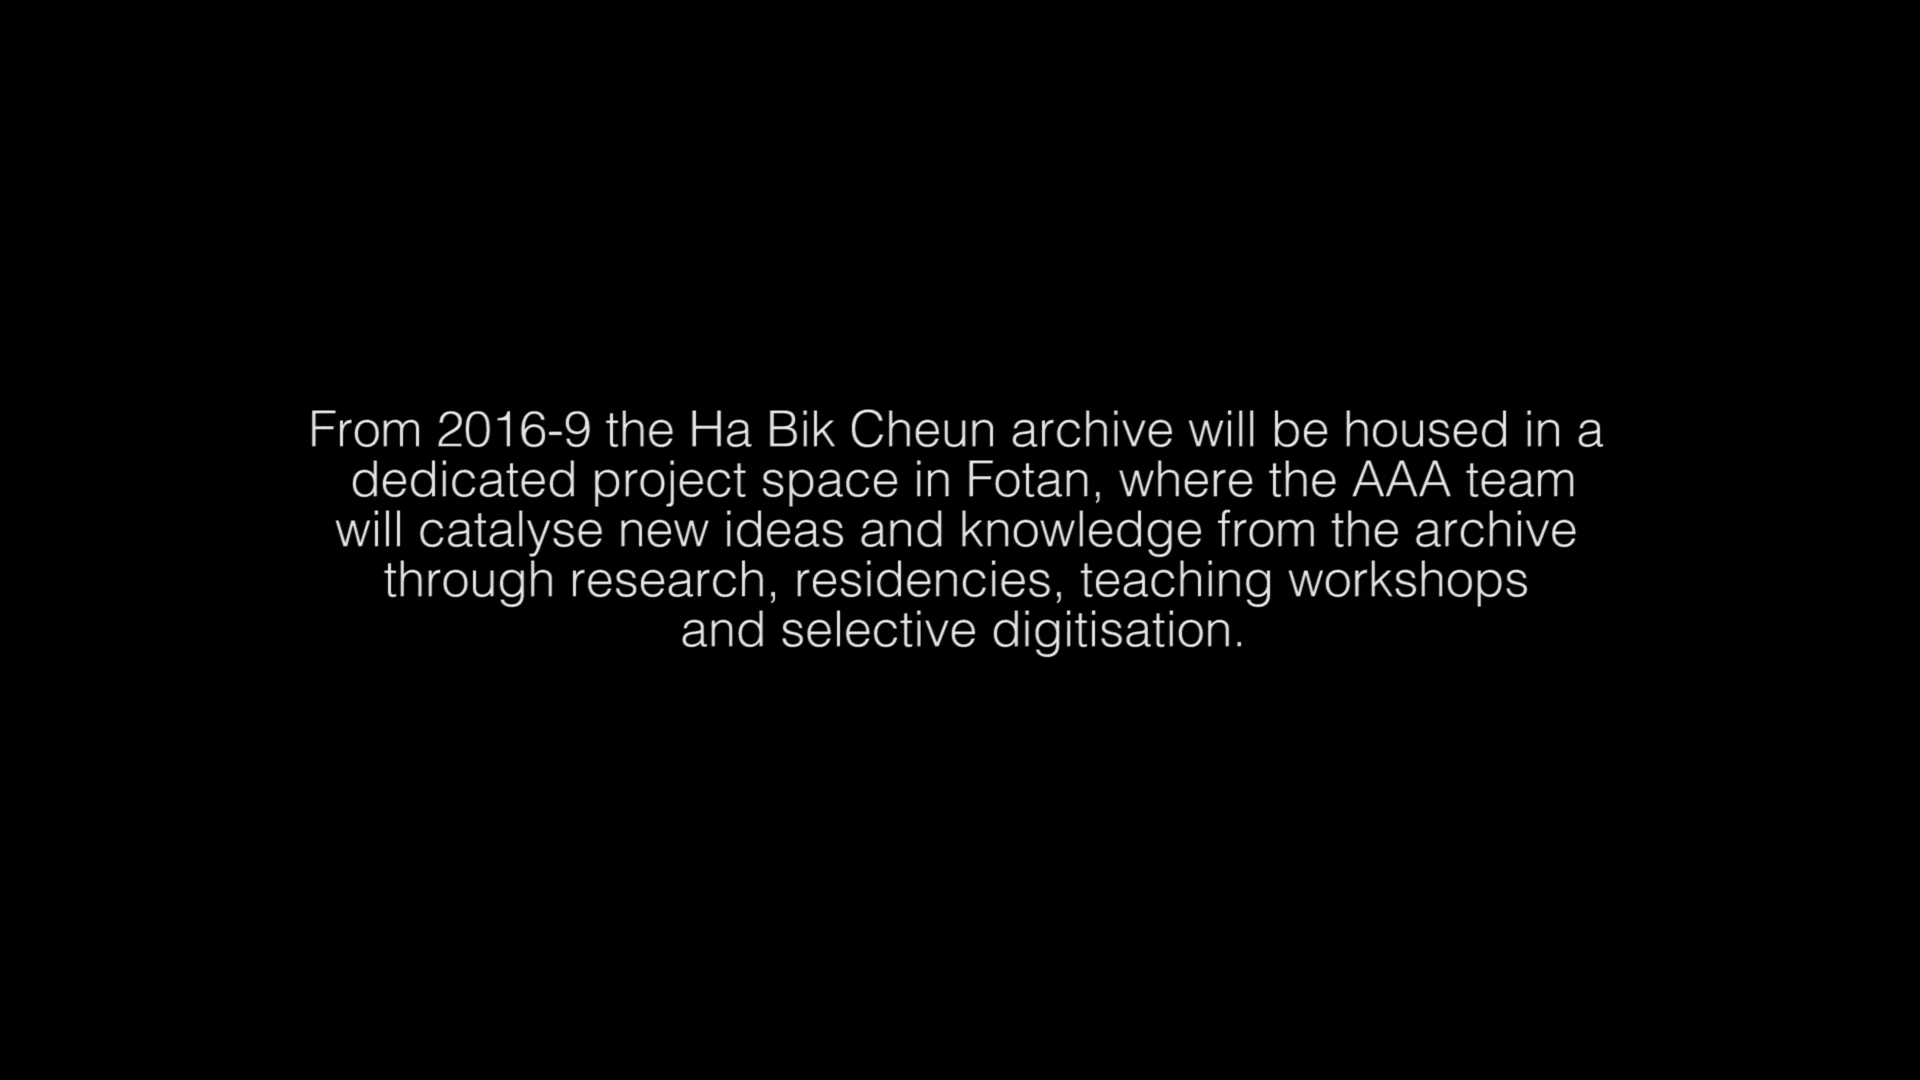 From 2016-9 the Ha Bik Cheun archive will be housed in a
dedicated project space in Fotan, where the AAA team
will catalyse new ideas and knowledge from the archive
through research, residencies, teaching workshops
and selective digitisation.